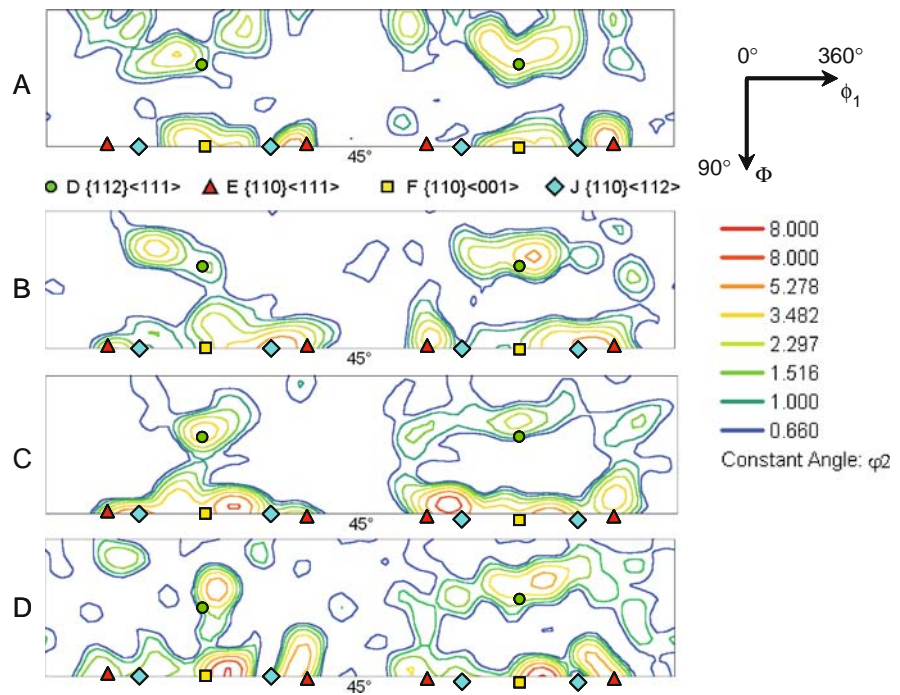 A
45°
0° 360°
ϕ1
90° Φ
D {112}<111> E {110}<111> F {110}<001> J {110}<112>
B
45°
8.000
8.000
5.278
3.482
2.297
1.516
1.000
0.660
Constant Angle: φ2
C
45°
D
45°